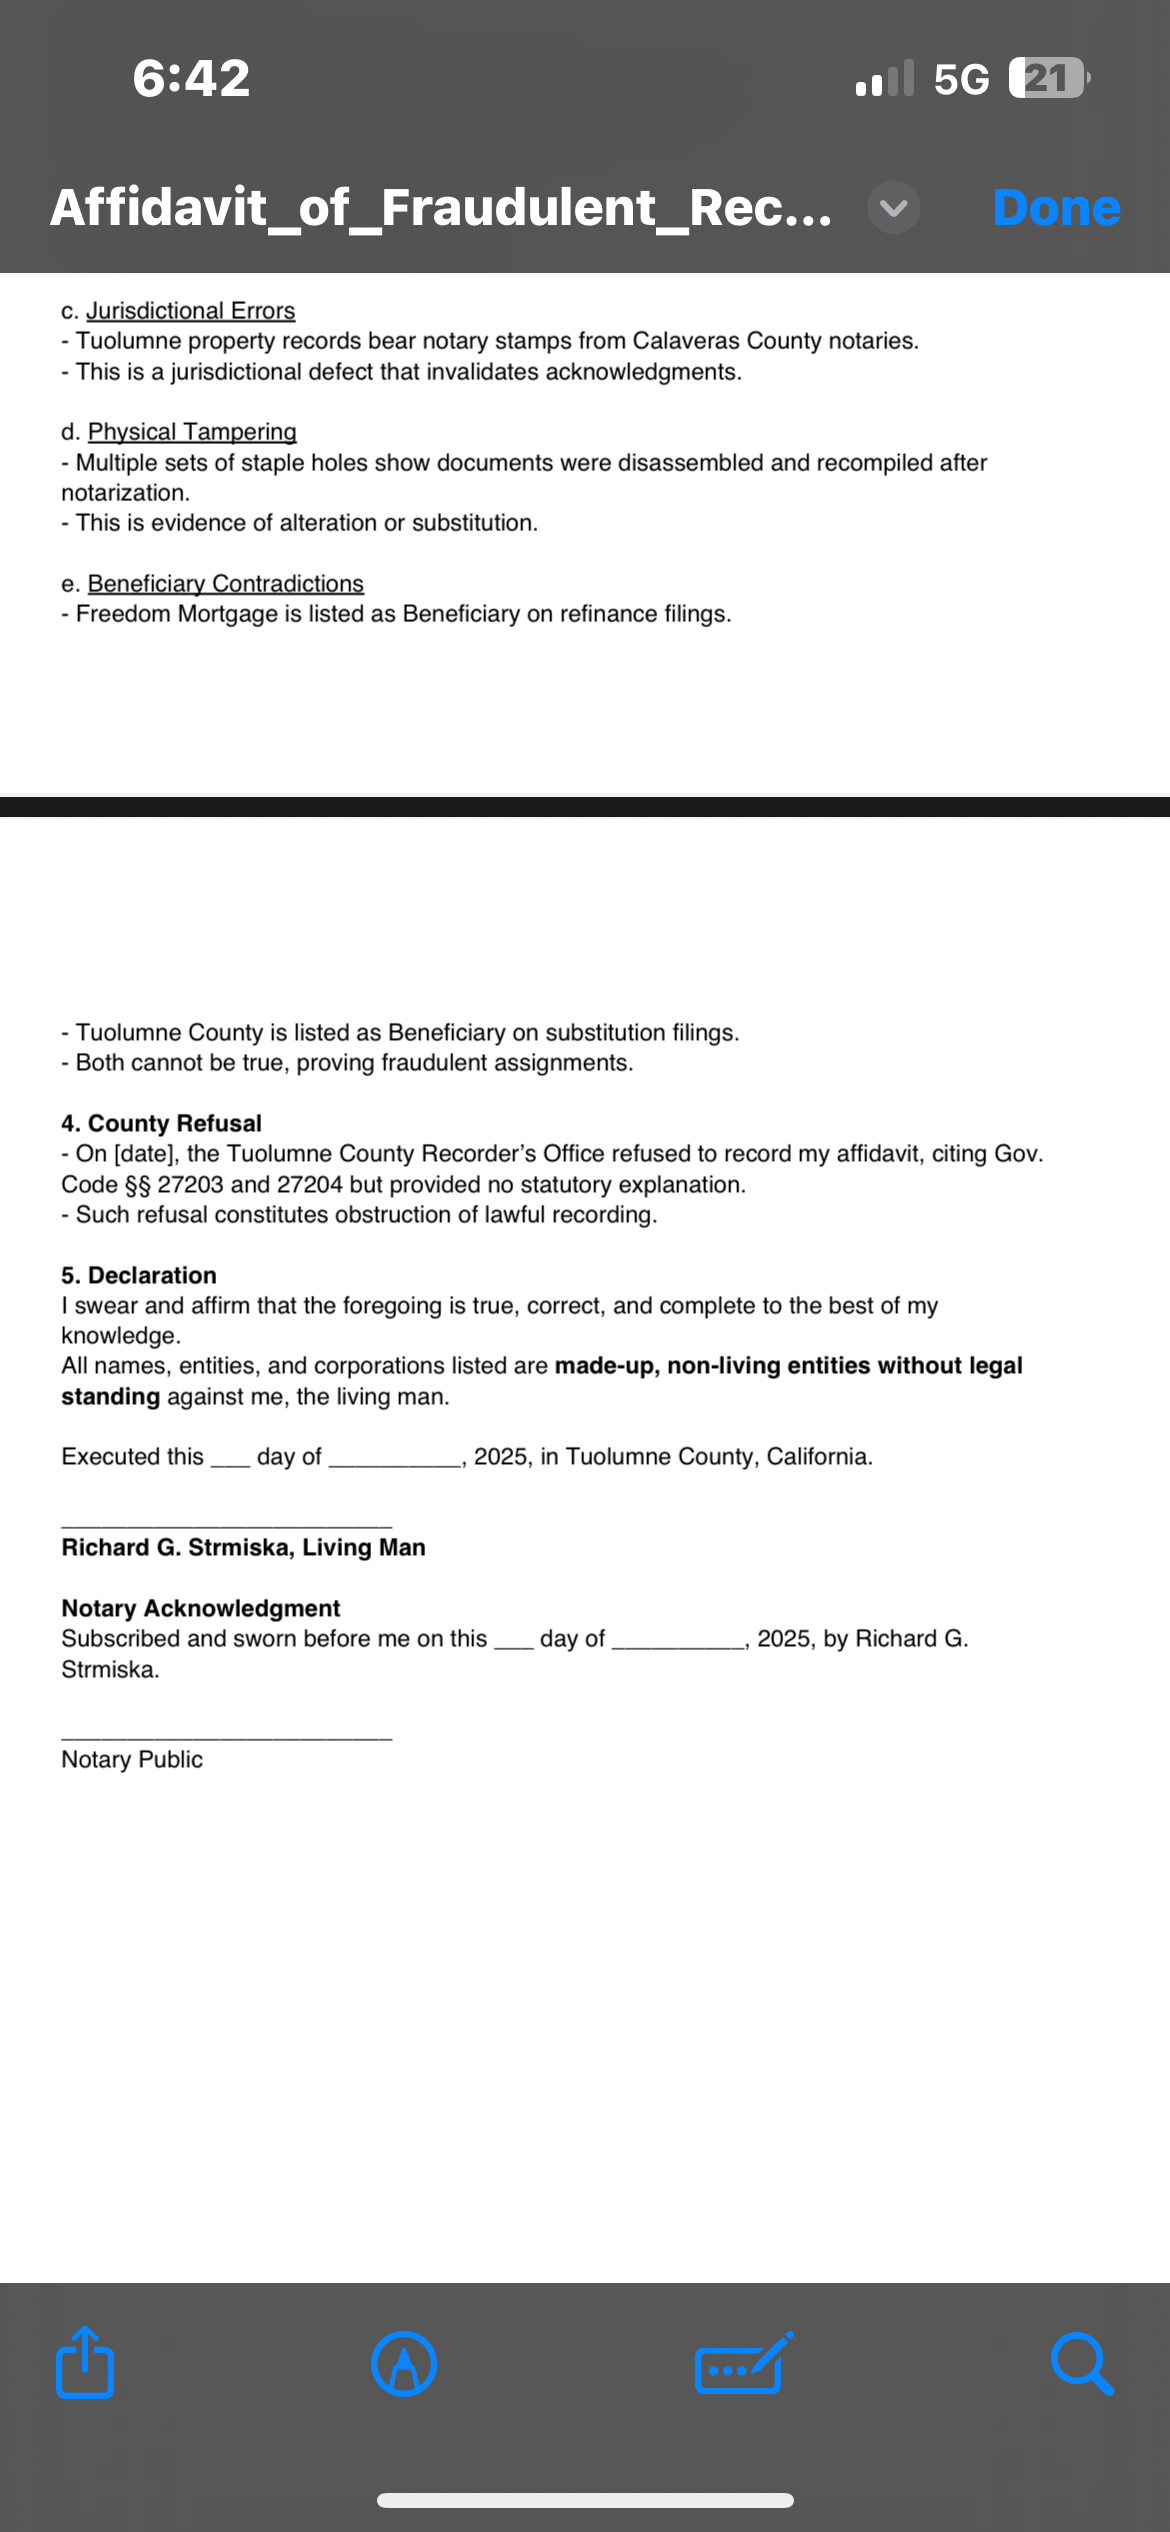 6:42
5G 21
Affidavit_of_Fraudulent_Rec...
Done
c. Jurisdictional Errors
- Tuolumne property records bear notary stamps from Calaveras County notaries.
- This is a jurisdictional defect that invalidates acknowledgments.
d. Physical Tampering
- Multiple sets of staple holes show documents were disassembled and recompiled after
notarization.
- This is evidence of alteration or substitution.
e. Beneficiary Contradictions
- Freedom Mortgage is listed as Beneficiary on refinance filings.
- Tuolumne County is listed as Beneficiary on substitution filings.
- Both cannot be true, proving fraudulent assignments.
4. County Refusal
- On [date], the Tuolumne County Recorder’s Office refused to record my affidavit, citing Gov.
Code §§ 27203 and 27204 but provided no statutory explanation.
- Such refusal constitutes obstruction of lawful recording.
5. Declaration
I swear and affirm that the foregoing is true, correct, and complete to the best of my
knowledge.
All names, entities, and corporations listed are made-up, non-living entities without legal
standing against me, the living man.
Executed this ___ day of __________, 2025, in Tuolumne County, California.
_________________________
Richard G. Strmiska, Living Man
Notary Acknowledgment
Subscribed and sworn before me on this ___ day of __________, 2025, by Richard G.
Strmiska.
_________________________
Notary Public